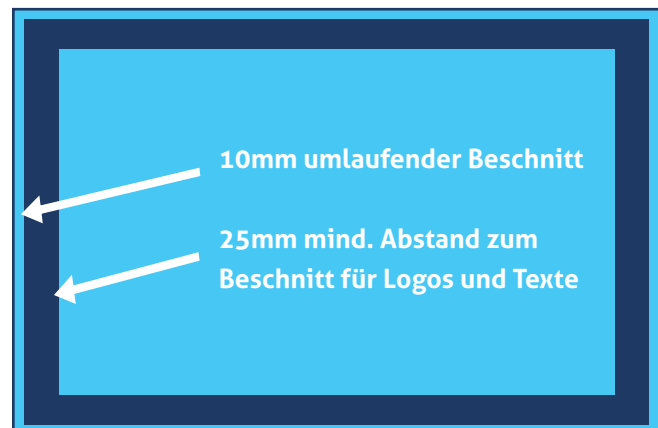 10mm umlaufender Beschnitt
25mm mind. Abstand zum
Beschnitt für Logos und Texte